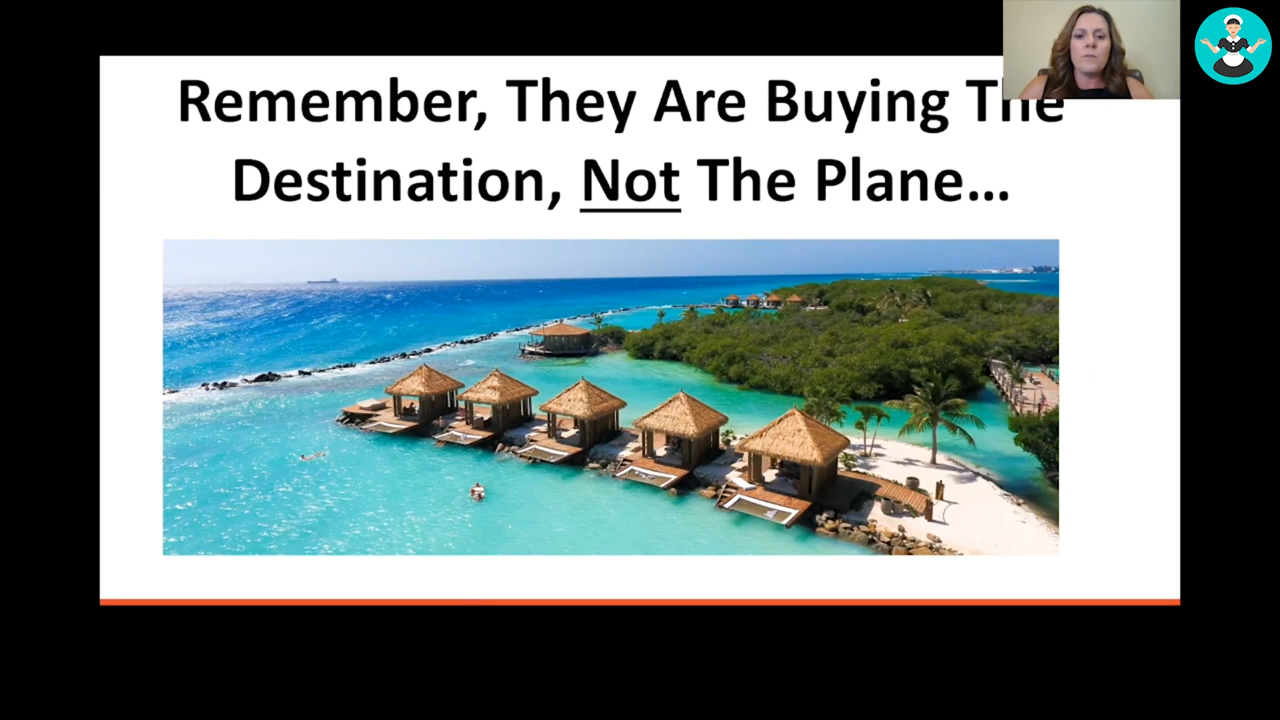 Remember, They Are Buying The
Destination, Not The Plane...